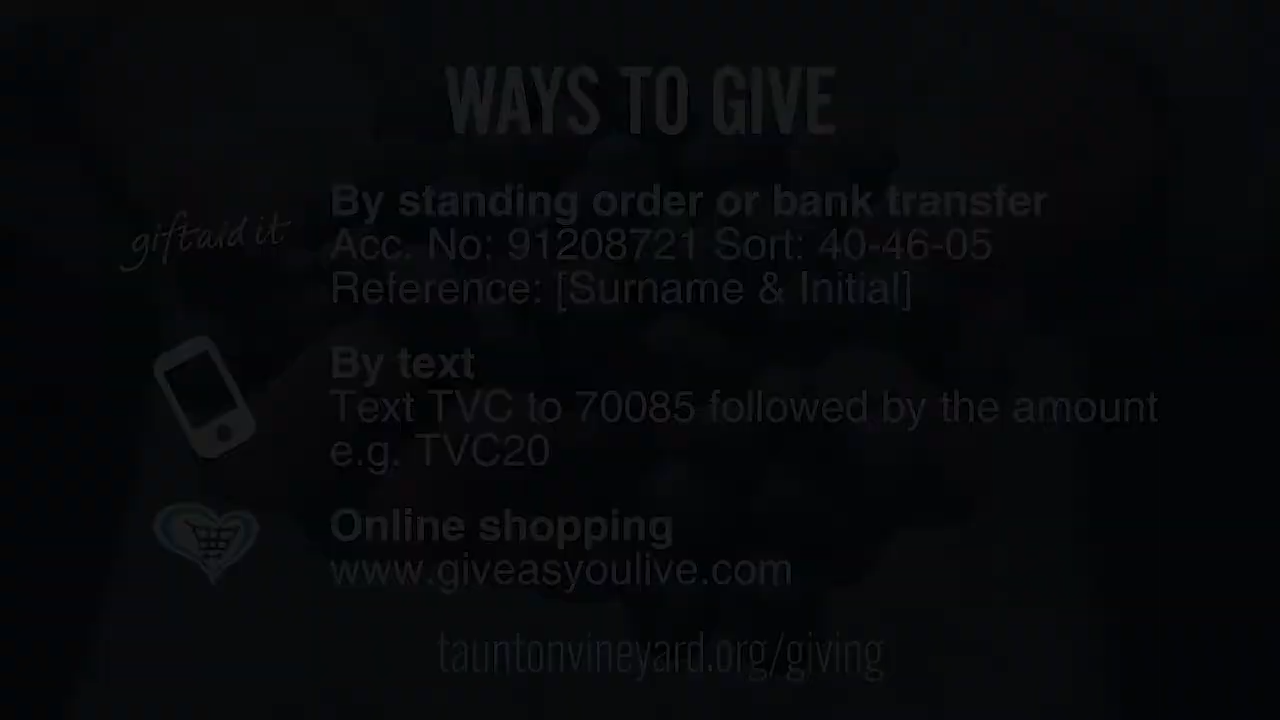 WAYS TO GIVE
giftaid it
By standing order or bank transfer
Acc. No: 91208721 Sort: 40-46-05
Reference: [Surname & Initial]
By text
Text TVC to 70085 followed by the amount
e.g. TVC20
Online shopping
www.giveasyoulive.com
tauntonvineyard.org/giving